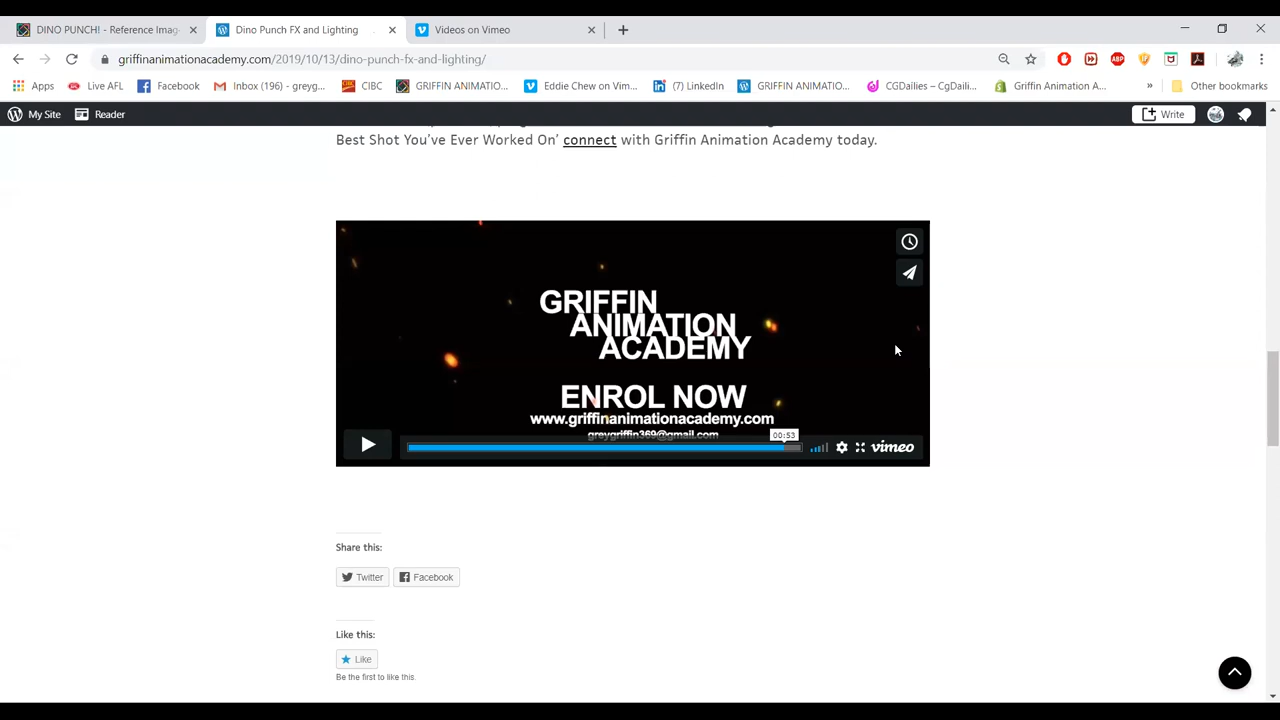 DINO PUNCH! - Reference Imag
Dino Punch FX and Lighting
Videos on Vimeo
griffinanimationacademy.com/2019/10/13/dino-punch-fx-and-lighting/
ABP
Apps
Live AFL
Facebook
Inbox (196) - greyg...
CIBC
GRIFFIN ANIMATIO...
Eddie Chew on Vim...
(7) LinkedIn
GRIFFIN ANIMATIO...
CGDailies – CgDaili...
Griffin Animation A...
»
Other bookmarks
My Site
Reader
Write
Best Shot You’ve Ever Worked On’ connect with Griffin Animation Academy today.
GRIFFIN
ANIMATION
ACADEMY
ENROL NOW
www.griffinanimationacademy.com
greygriffin369@gmail.com
00:53
vimeo
Share this:
Twitter
Facebook
Like this:
Like
Be the first to like this.